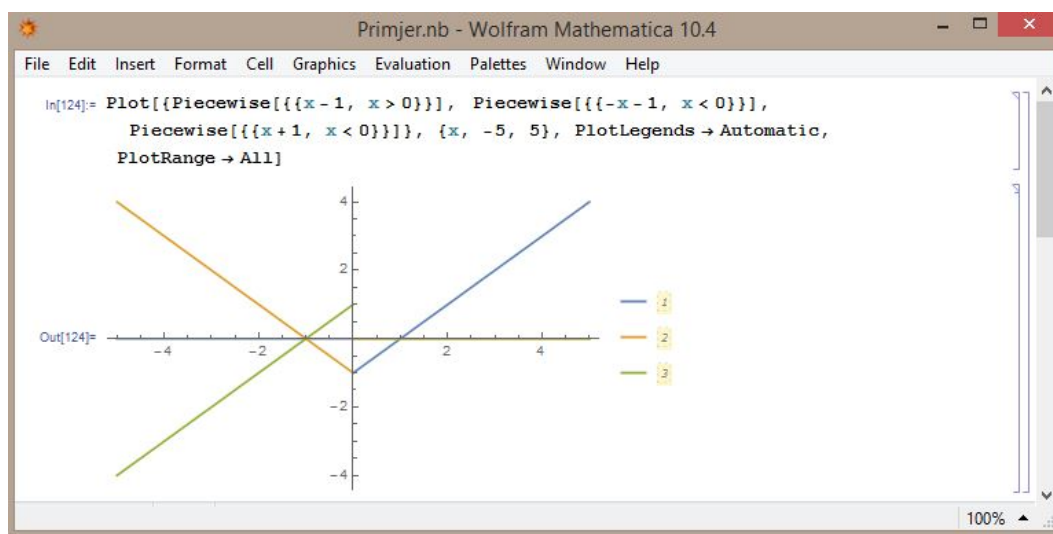 Primjer.nb - Wolfram Mathematica 10.4
File Edit Insert Format Cell Graphics Evaluation Palettes Window Help
In[124]:= Plot[{Piecewise[{{x - 1, x > 0}}], Piecewise[{{-x - 1, x < 0}}],
Piecewise[{{x + 1, x < 0}}]}, {x, -5, 5}, PlotLegends → Automatic,
PlotRange → All]
4
2
Out[124]=
-4 -2 2 4
-2
-4
1
2
3
100%